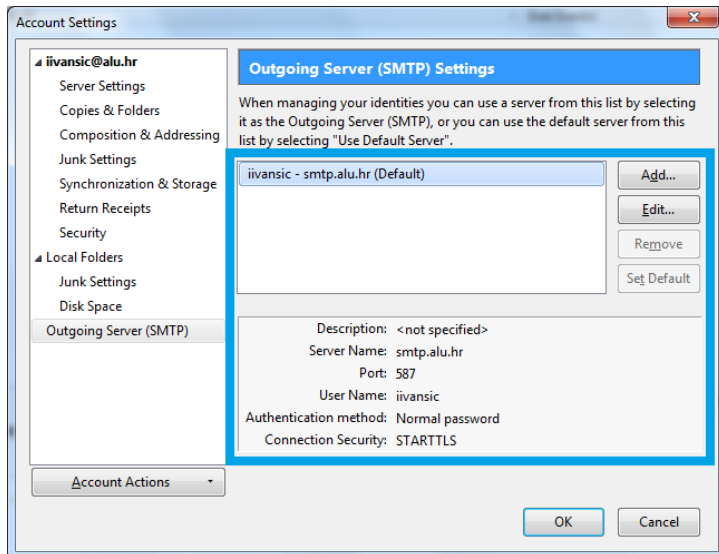 Account Settings
iivansic@alu.hr
Server Settings
Copies & Folders
Composition & Addressing
Junk Settings
Synchronization & Storage
Return Receipts
Security
Local Folders
Junk Settings
Disk Space
Outgoing Server (SMTP)
Account Actions
Outgoing Server (SMTP) Settings
When managing your identities you can use a server from this list by selecting
it as the Outgoing Server (SMTP), or you can use the default server from this
list by selecting "Use Default Server".
iivansic - smtp.alu.hr (Default)
Add...
Edit...
Remove
Set Default
Description: <not specified>
Server Name: smtp.alu.hr
Port: 587
User Name: iivansic
Authentication method: Normal password
Connection Security: STARTTLS
OK
Cancel